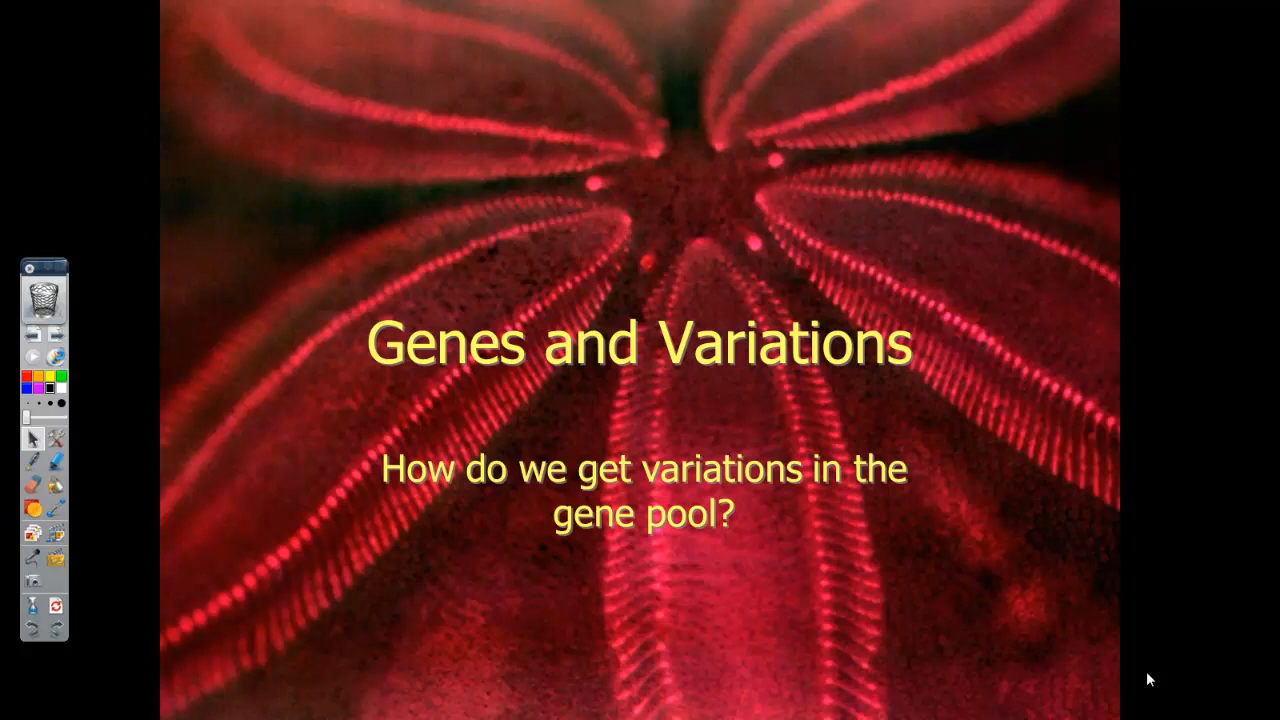 Genes and Variations
How do we get variations in the
gene pool?